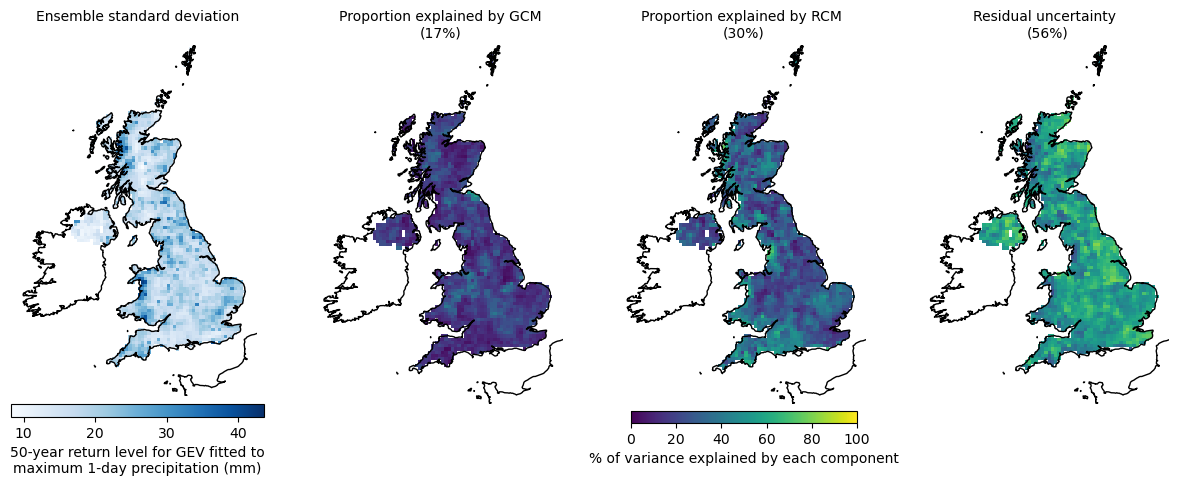 Ensemble standard deviation
Proportion explained by GCM
(17%)
Proportion explained by RCM
(30%)
Residual uncertainty
(56%)
10 20 30 40
50-year return level for GEV fitted to
maximum 1-day precipitation (mm)
0 20 40 60 80 100
% of variance explained by each component